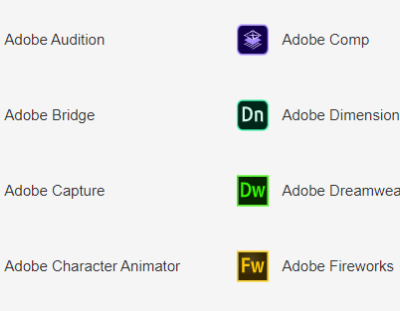 Adobe Audition
Adobe Comp
Adobe Bridge
Dn Adobe Dimension
Adobe Capture
Dw Adobe Dreamwea
Adobe Character Animator
Fw Adobe Fireworks